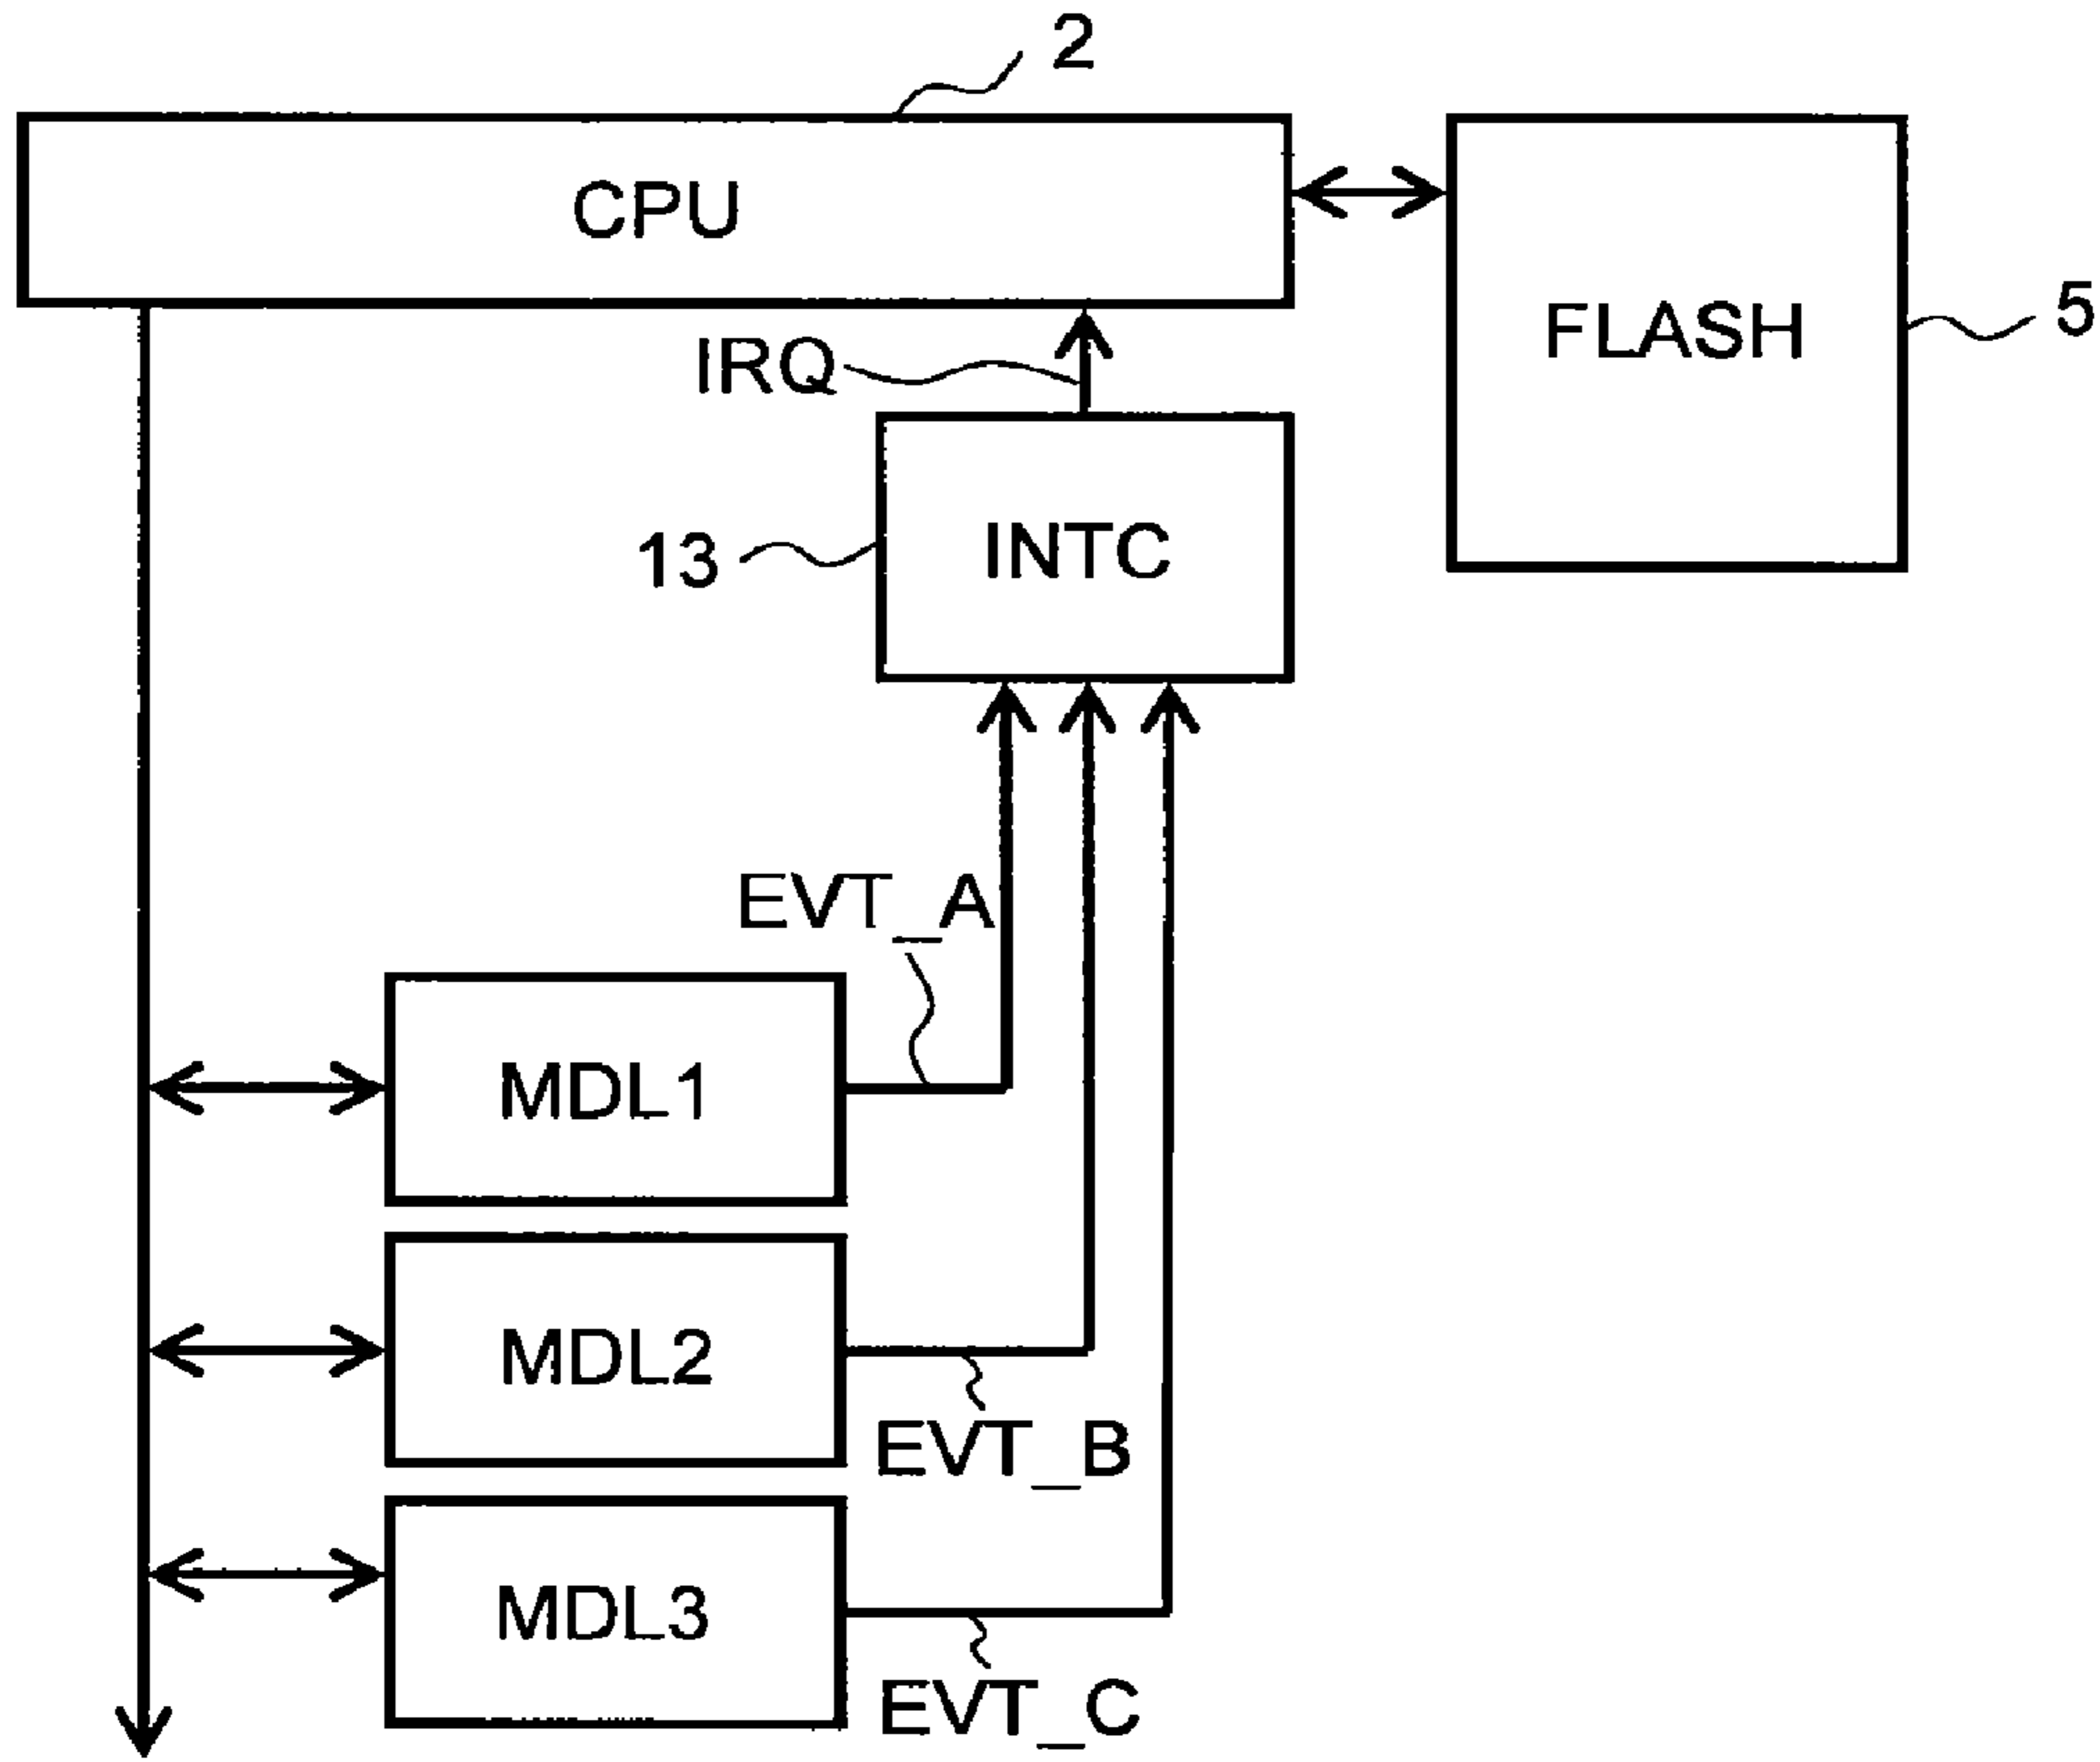 2
CPU
FLASH
5
IRQ
INTC
13
EVT_A
MDL1
MDL2
EVT_B
MDL3
EVT_C